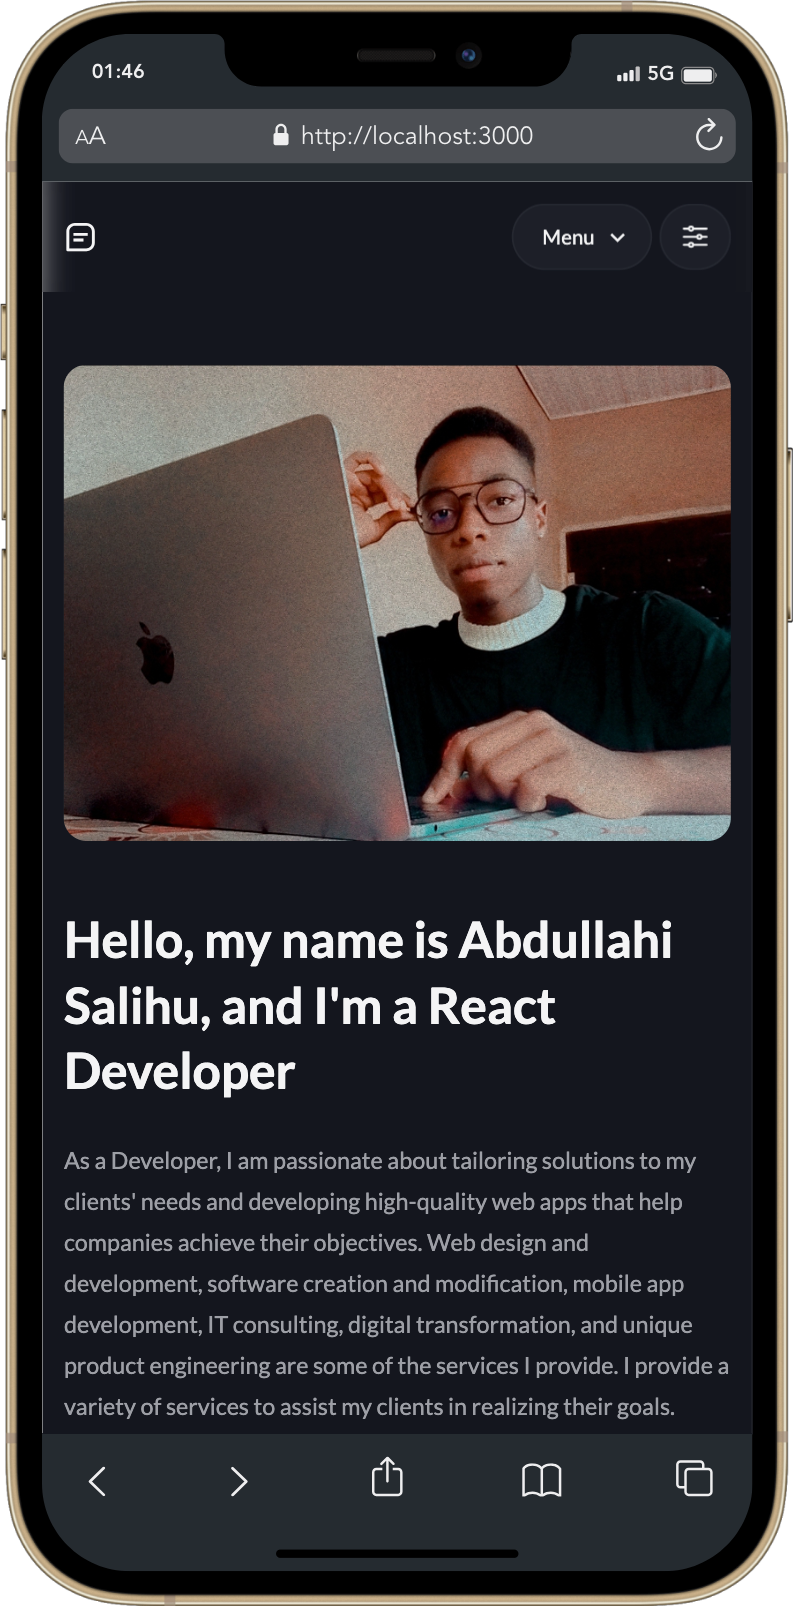 01:46
5G
AA
http://localhost:3000
Menu
Hello, my name is Abdullahi
Salihu, and I'm a React
Developer
As a Developer, I am passionate about tailoring solutions to my
clients' needs and developing high-quality web apps that help
companies achieve their objectives. Web design and
development, software creation and modification, mobile app
development, IT consulting, digital transformation, and unique
product engineering are some of the services I provide. I provide a
variety of services to assist my clients in realizing their goals.